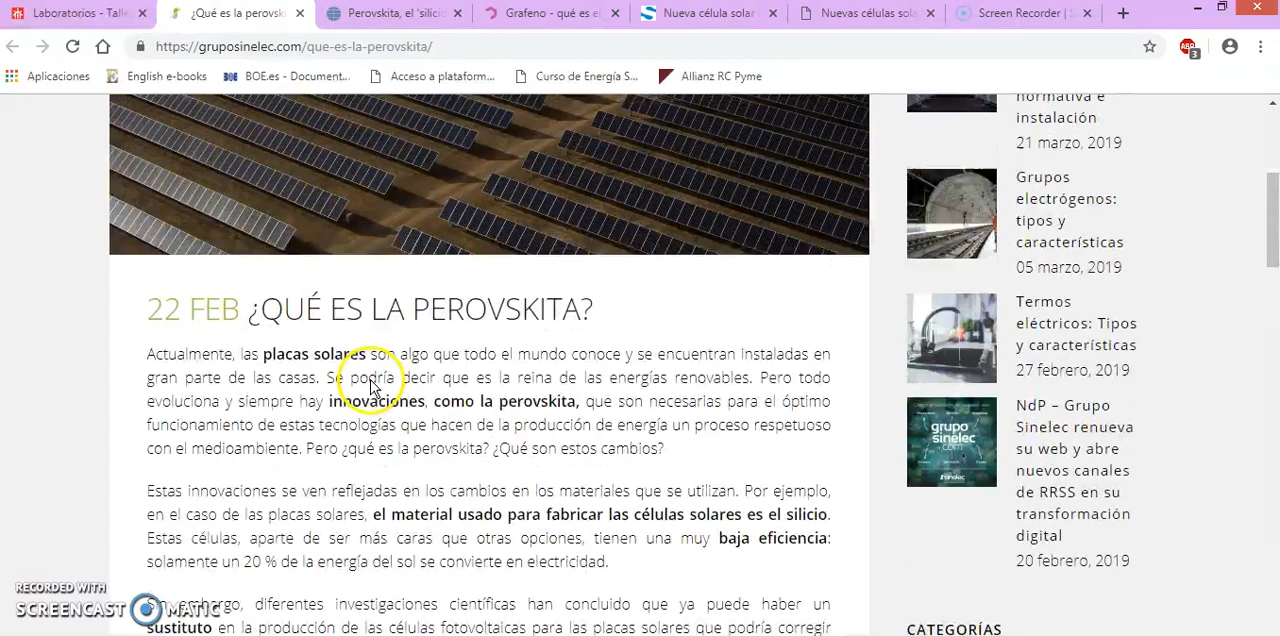 Laboratorios - Talle
¿Qué es la perovsk
Perovskita, el 'silici
Grafeno - qué es el
Nueva célula solar
Nuevas células sola
Screen Recorder | S
https://gruposinelec.com/que-es-la-perovskita/
ABP
3
Aplicaciones
English e-books
BOE.es - Document...
Acceso a plataform...
Curso de Energía S...
Allianz RC Pyme
22 FEB ¿QUÉ ES LA PEROVSKITA?
Actualmente, las placas solares son algo que todo el mundo conoce y se encuentran instaladas en
gran parte de las casas. Se podría decir que es la reina de las energías renovables. Pero todo
evoluciona y siempre hay innovaciones, como la perovskita, que son necesarias para el óptimo
funcionamiento de estas tecnologías que hacen de la producción de energía un proceso respetuoso
con el medioambiente. Pero ¿qué es la perovskita? ¿Qué son estos cambios?
Estas innovaciones se ven reflejadas en los cambios en los materiales que se utilizan. Por ejemplo,
en el caso de las placas solares, el material usado para fabricar las células solares es el silicio.
Estas células, aparte de ser más caras que otras opciones, tienen una muy baja eficiencia:
solamente un 20 % de la energía del sol se convierte en electricidad.
Sin embargo, diferentes investigaciones científicas han concluido que ya puede haber un
sustituto en la producción de las células fotovoltaicas para las placas solares que podría corregir
normativa e
instalación
21 marzo, 2019
Grupos
electrógenos:
tipos y
características
05 marzo, 2019
Termos
eléctricos: Tipos
y características
27 febrero, 2019
grupo
sinelec
.com
sinelec
NdP – Grupo
Sinelec renueva
su web y abre
nuevos canales
de RRSS en su
transformación
digital
20 febrero, 2019
CATEGORÍAS
RECORDED WITH
SCREENCAST MATIC